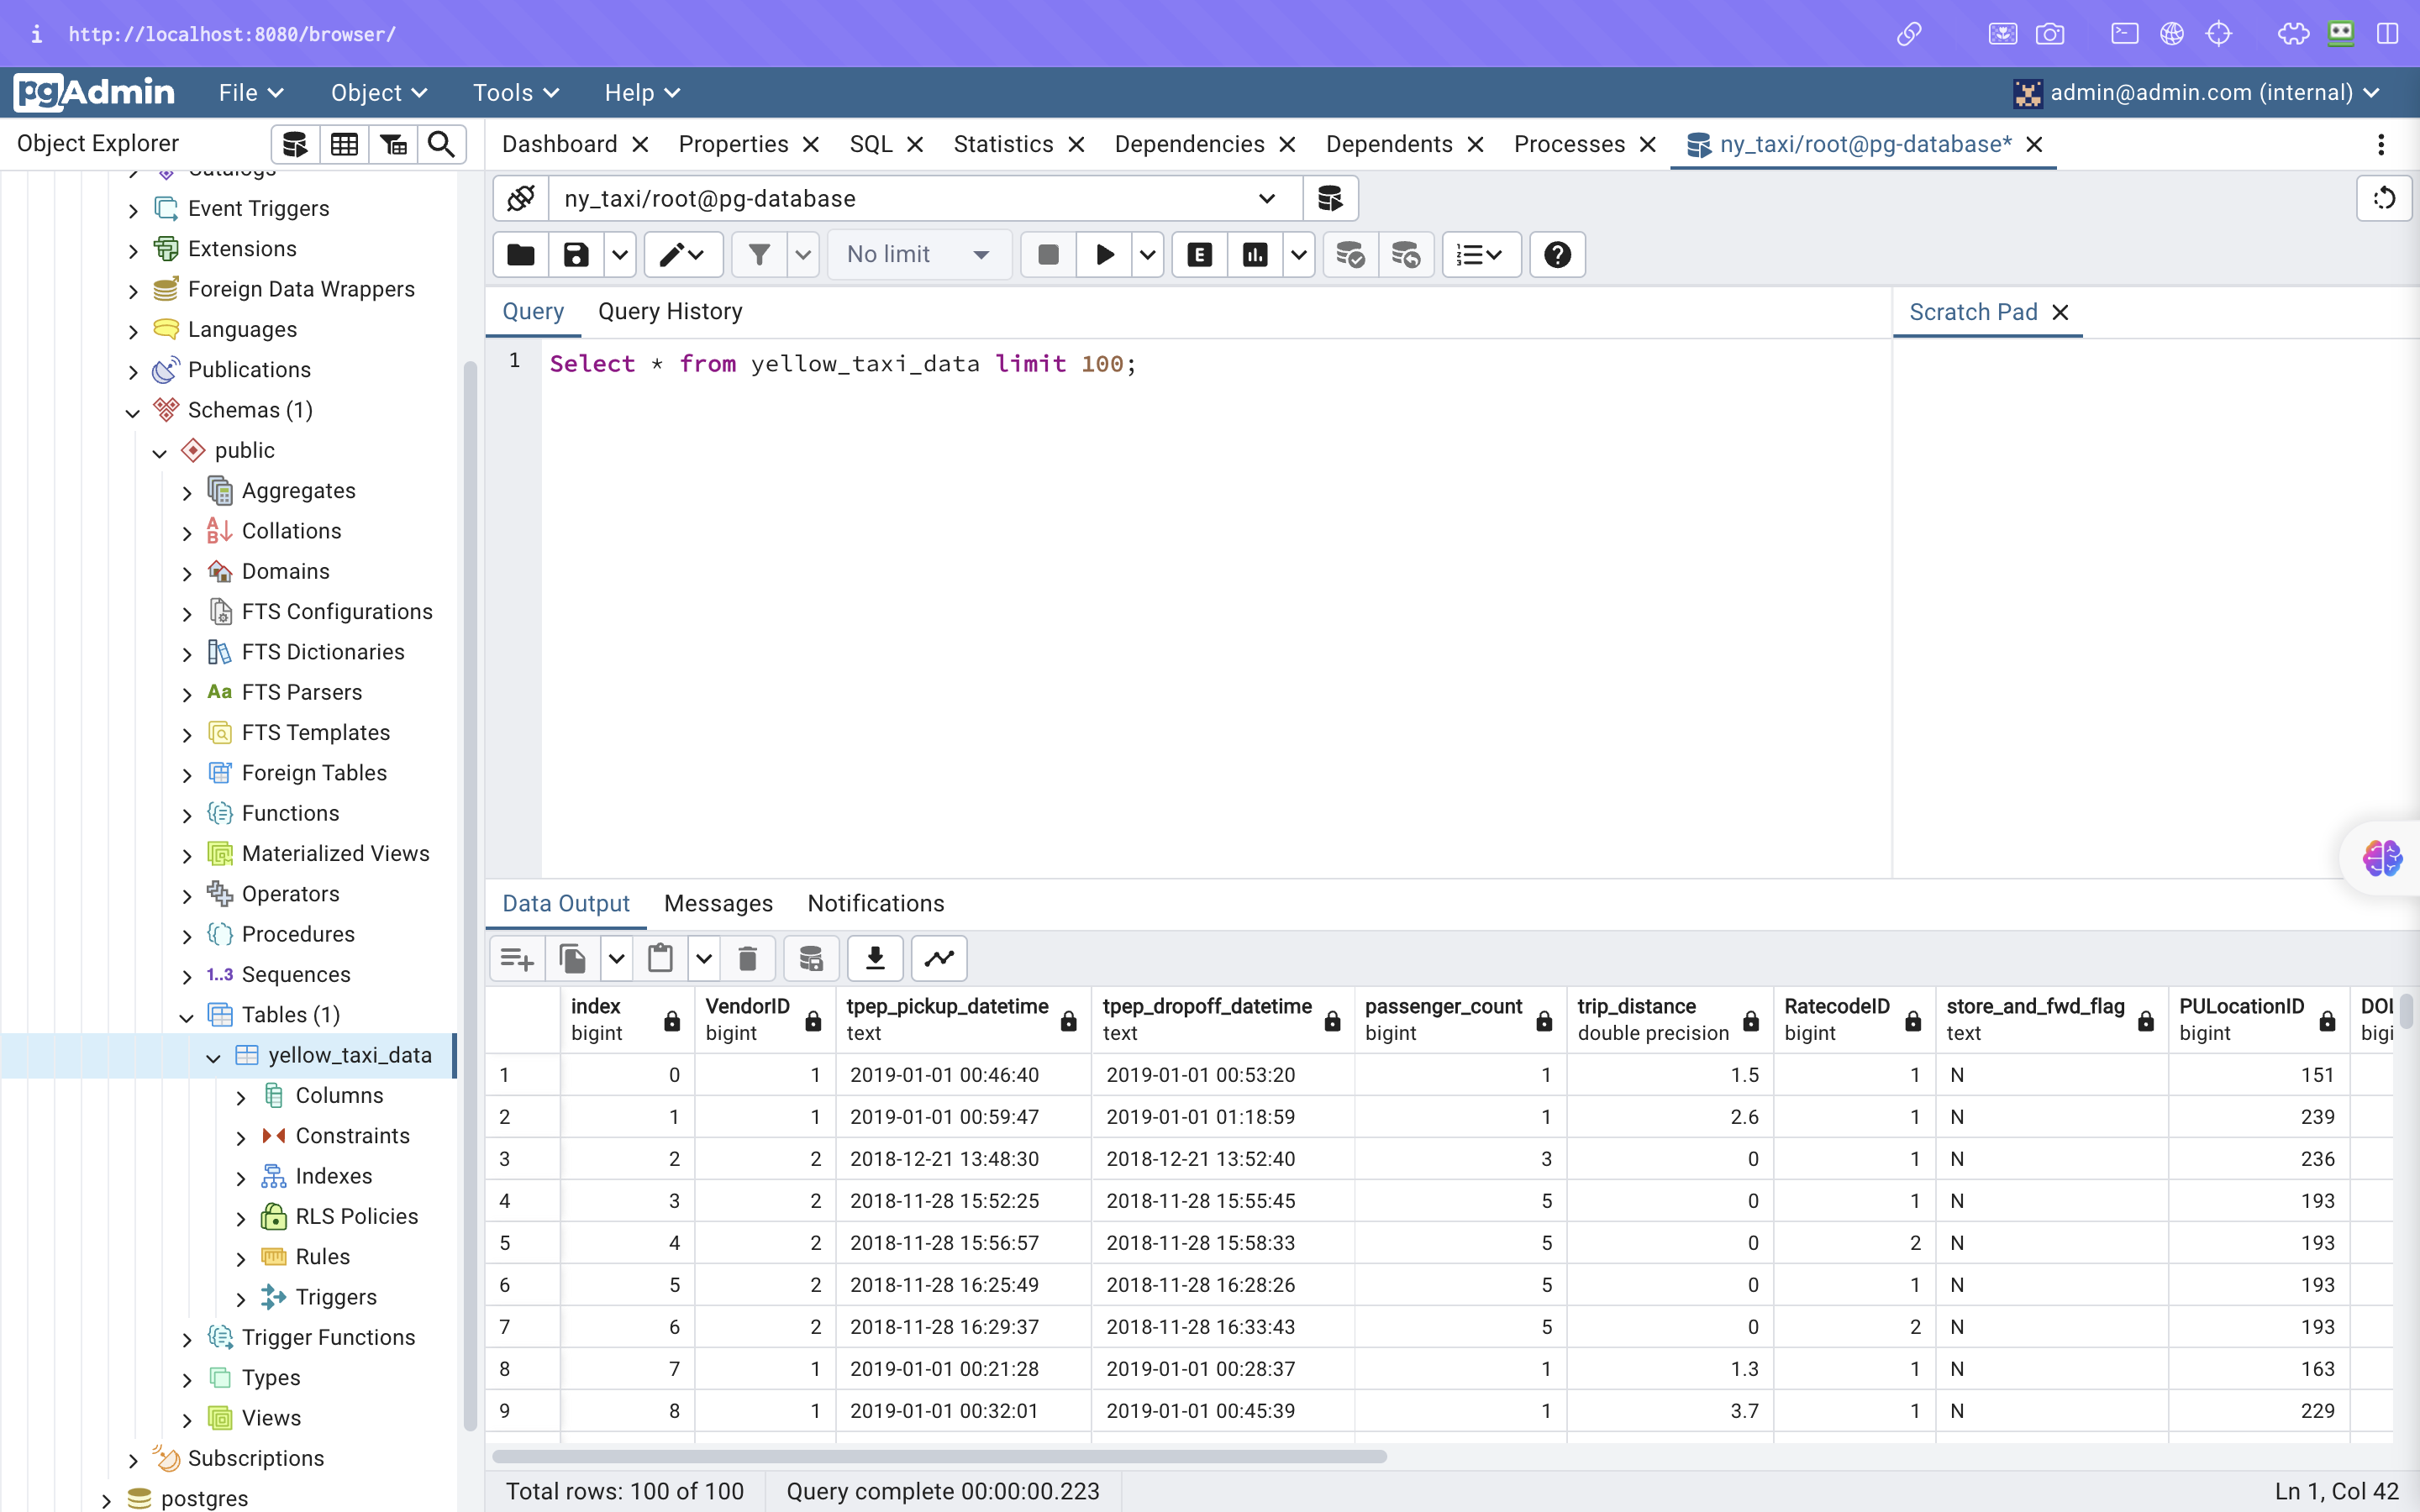 i http://localhost:8080/browser/
pgAdmin File Object Tools Help admin@admin.com (internal)
Object Explorer
Catalogs
Event Triggers
Extensions
Foreign Data Wrappers
Languages
Publications
Schemas (1)
public
Aggregates
Collations
Domains
FTS Configurations
FTS Dictionaries
Aa FTS Parsers
FTS Templates
Foreign Tables
Functions
Materialized Views
Operators
Procedures
1..3 Sequences
Tables (1)
yellow_taxi_data
Columns
Constraints
Indexes
RLS Policies
Rules
Triggers
Trigger Functions
Types
Views
Subscriptions
postgres
Dashboard Properties SQL Statistics Dependencies Dependents Processes ny_taxi/root@pg-database*
ny_taxi/root@pg-database
No limit E
Query Query History
Scratch Pad
1 Select * from yellow_taxi_data limit 100;
Data Output Messages Notifications
index VendorID tpep_pickup_datetime tpep_dropoff_datetime passenger_count trip_distance RatecodeID store_and_fwd_flag PULocationID DOL
bigint bigint text text bigint double precision bigint text bigint bigi
1 0 1 2019-01-01 00:46:40 2019-01-01 00:53:20 1 1.5 1 N 151
2 1 1 2019-01-01 00:59:47 2019-01-01 01:18:59 1 2.6 1 N 239
3 2 2 2018-12-21 13:48:30 2018-12-21 13:52:40 3 0 1 N 236
4 3 2 2018-11-28 15:52:25 2018-11-28 15:55:45 5 0 1 N 193
5 4 2 2018-11-28 15:56:57 2018-11-28 15:58:33 5 0 2 N 193
6 5 2 2018-11-28 16:25:49 2018-11-28 16:28:26 5 0 1 N 193
7 6 2 2018-11-28 16:29:37 2018-11-28 16:33:43 5 0 2 N 193
8 7 1 2019-01-01 00:21:28 2019-01-01 00:28:37 1 1.3 1 N 163
9 8 1 2019-01-01 00:32:01 2019-01-01 00:45:39 1 3.7 1 N 229
Total rows: 100 of 100 Query complete 00:00:00.223 Ln 1, Col 42